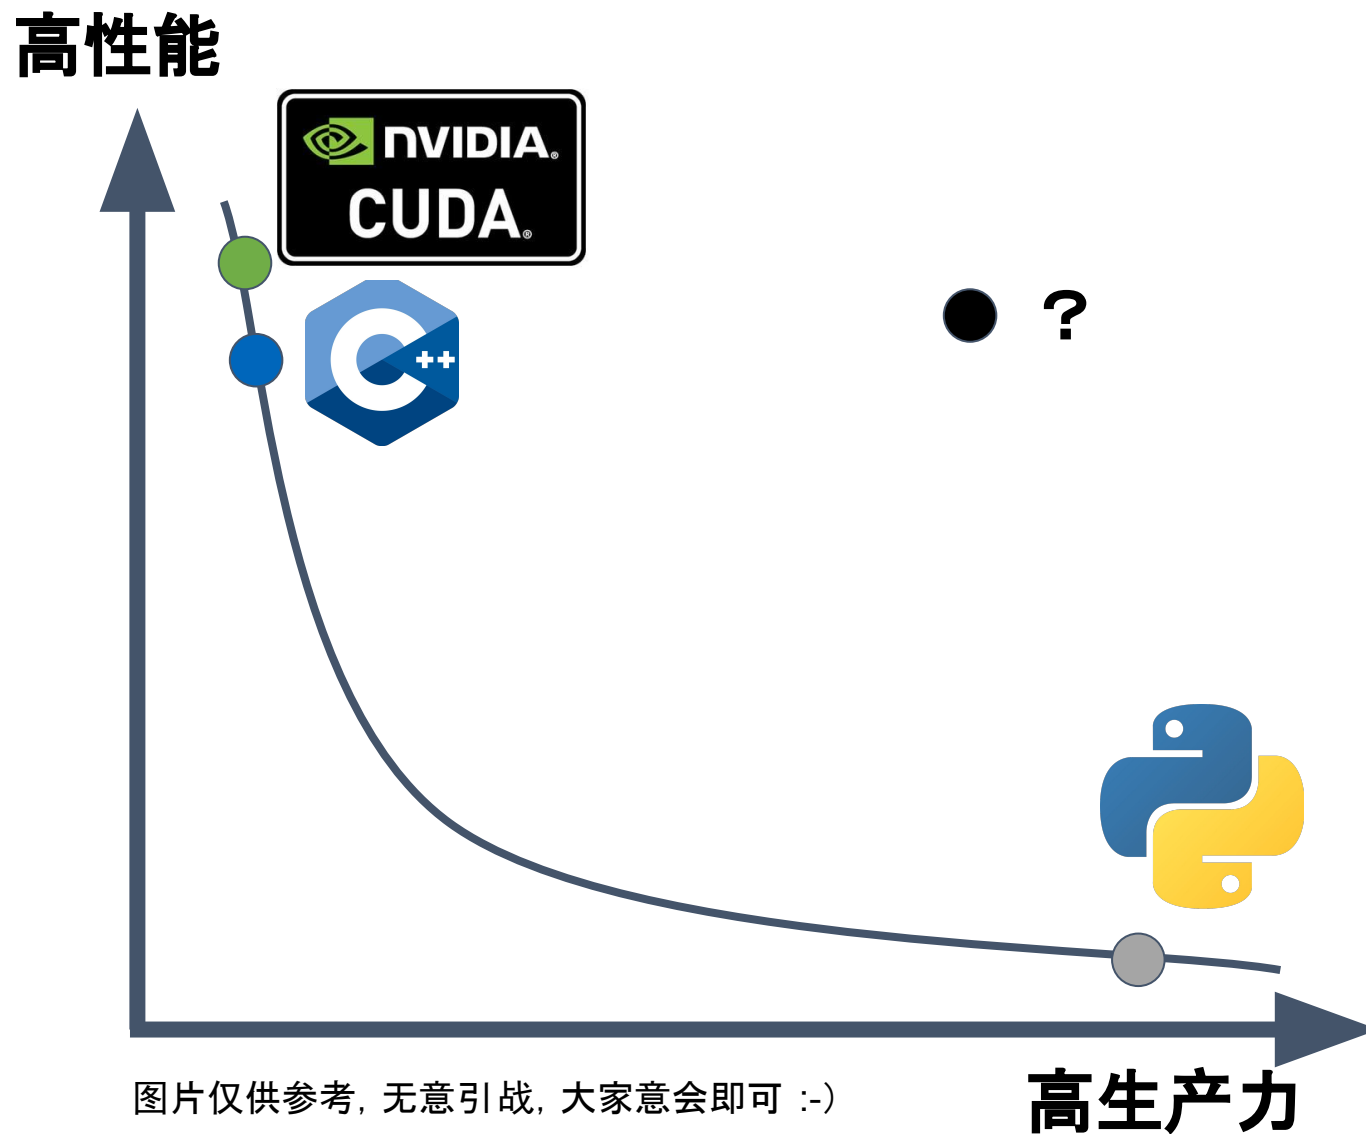 高性能
NVIDIA®
CUDA®
C++
?
图片仅供参考, 无意引战, 大家意会即可 :-)
高生产力